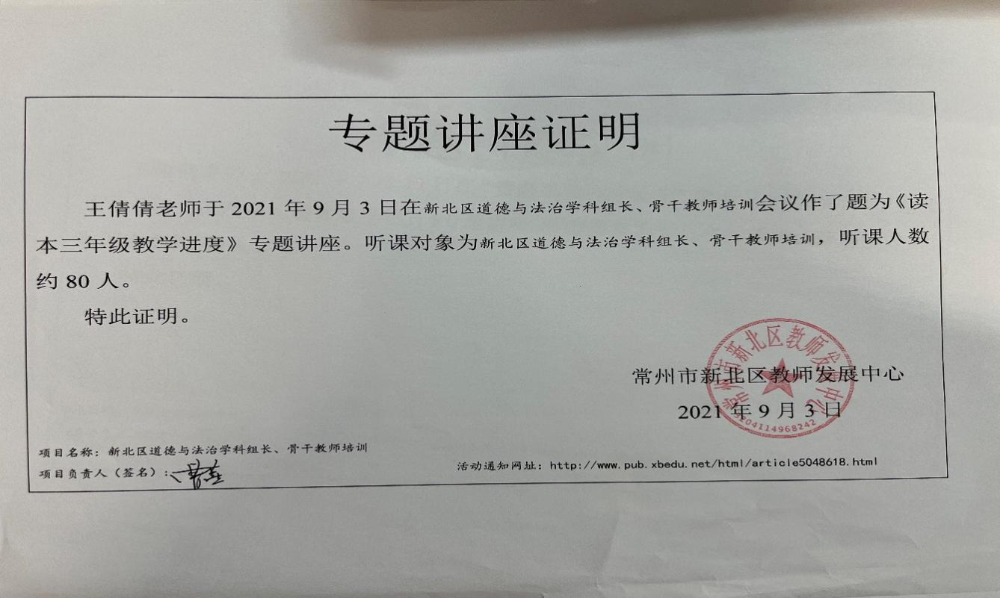 专题讲座证明
王倩倩老师于 2021 年 9 月 3 日在新北区道德与法治学科组长、骨干教师培训会议作了题为《读
本三年级教学进度》专题讲座。听课对象为新北区道德与法治学科组长、骨干教师培训，听课人数
约 80 人。
特此证明。
常州市新北区教师发展中心
常州市新北区教师发展中心
2021 年 9 月 3 日
3204114968242
项目名称：新北区道德与法治学科组长、骨干教师培训
项目负责人（签名）：
活动通知网址：http://www.pub.xbedu.net/html/article5048618.html